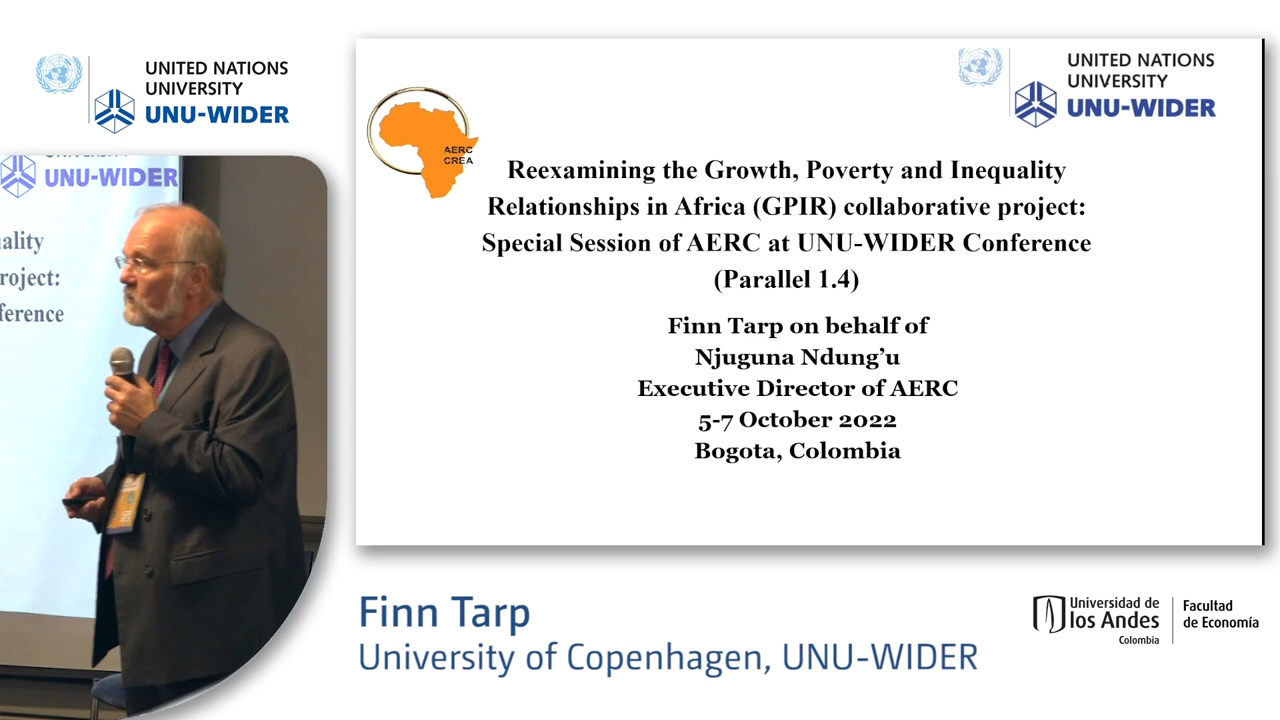 UNITED NATIONS
UNIVERSITY
UNU-WIDER
UNU-WIDER
ality
roject:
ference
UNITED NATIONS
UNIVERSITY
UNU-WIDER
AERC
CREA
Reexamining the Growth, Poverty and Inequality
Relationships in Africa (GPIR) collaborative project:
Special Session of AERC at UNU-WIDER Conference
(Parallel 1.4)
Finn Tarp on behalf of
Njuguna Ndung’u
Executive Director of AERC
5-7 October 2022
Bogota, Colombia
Finn Tarp
University of Copenhagen, UNU-WIDER
Universidad de
los Andes
Colombia
Facultad
de Economía